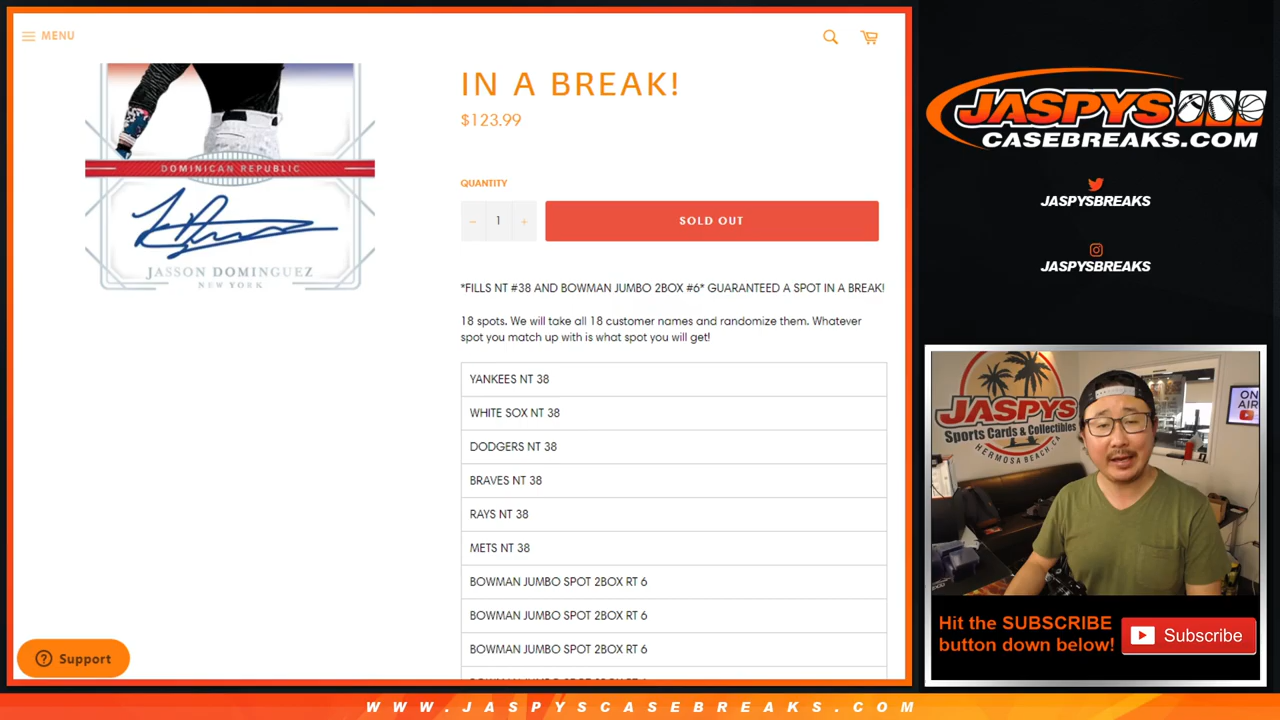 MENU
IN A BREAK!
$123.99
QUANTITY
− 1 +
SOLD OUT
DOMINICAN REPUBLIC
JASSON DOMINGUEZ
NEW YORK
*FILLS NT #38 AND BOWMAN JUMBO 2BOX #6* GUARANTEED A SPOT IN A BREAK!
18 spots. We will take all 18 customer names and randomize them. Whatever
spot you match up with is what spot you will get!
YANKEES NT 38
WHITE SOX NT 38
DODGERS NT 38
BRAVES NT 38
RAYS NT 38
METS NT 38
BOWMAN JUMBO SPOT 2BOX RT 6
BOWMAN JUMBO SPOT 2BOX RT 6
BOWMAN JUMBO SPOT 2BOX RT 6
Support
JASPYS
CASEBREAKS.COM
JASPYSBREAKS
JASPYSBREAKS
JASPYS
Sports Cards & Collectibles
HERMOSA BEACH, CA
ON
AIR
Hit the SUBSCRIBE
button down below!
Subscribe
WWW.JASPYSCASEBREAKS.COM